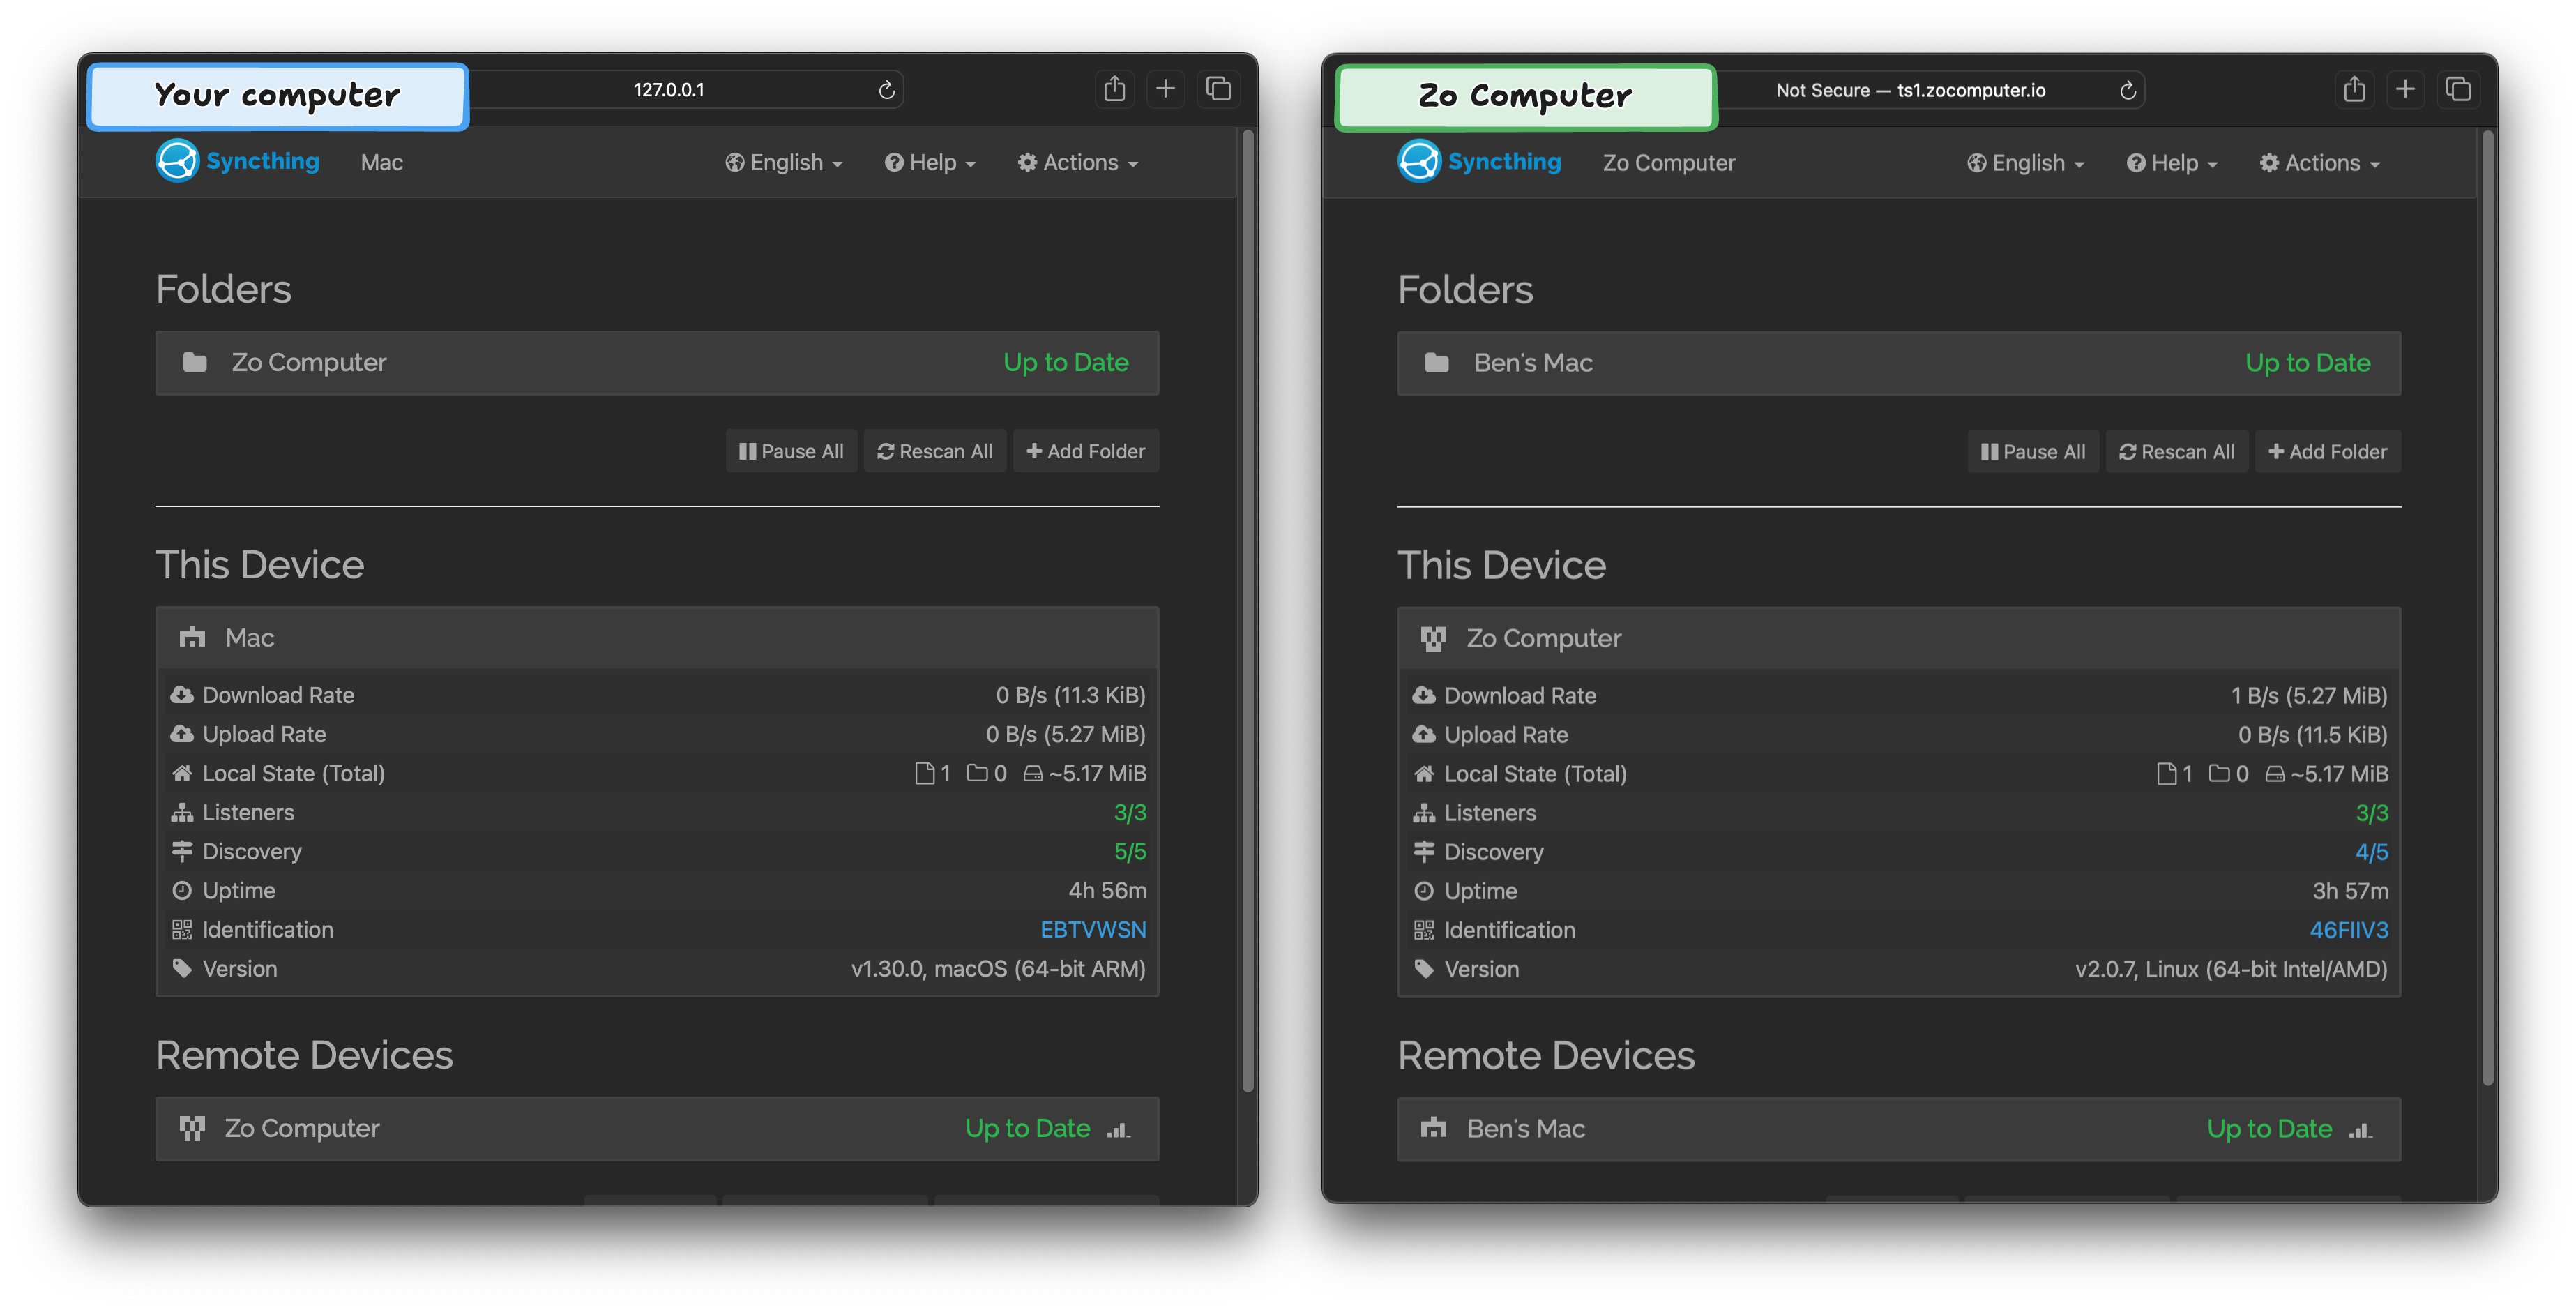 Your computer
127.0.0.1
Syncthing Mac English Help Actions
Folders
Zo Computer Up to Date
Pause All Rescan All Add Folder
This Device
Mac
Download Rate 0 B/s (11.3 KiB)
Upload Rate 0 B/s (5.27 MiB)
Local State (Total) 1 0 ~5.17 MiB
Listeners 3/3
Discovery 5/5
Uptime 4h 56m
Identification EBTVWSN
Version v1.30.0, macOS (64-bit ARM)
Remote Devices
Zo Computer Up to Date
Zo Computer
Not Secure — ts1.zocomputer.io
Syncthing Zo Computer English Help Actions
Folders
Ben's Mac Up to Date
Pause All Rescan All Add Folder
This Device
Zo Computer
Download Rate 1 B/s (5.27 MiB)
Upload Rate 0 B/s (11.5 KiB)
Local State (Total) 1 0 ~5.17 MiB
Listeners 3/3
Discovery 4/5
Uptime 3h 57m
Identification 46FIIV3
Version v2.0.7, Linux (64-bit Intel/AMD)
Remote Devices
Ben's Mac Up to Date